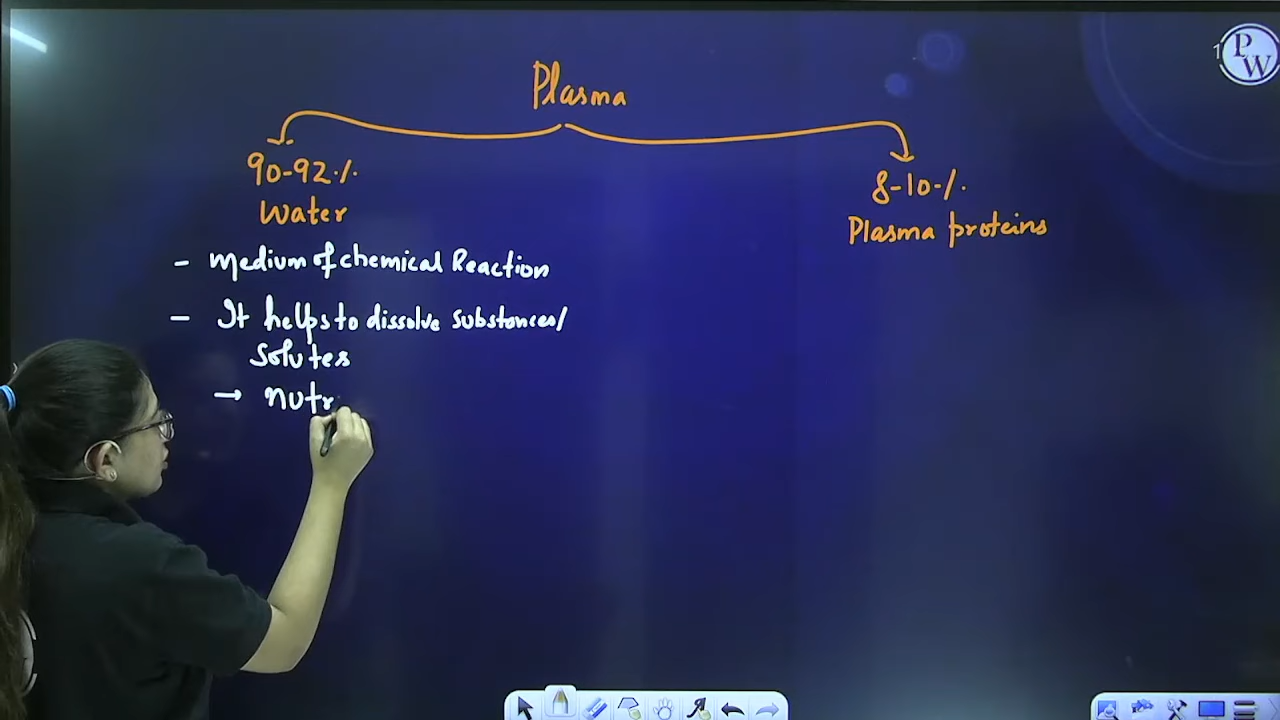 Plasma
90-92%
Water
8-10%
Plasma proteins
- Medium of chemical Reaction
- It helps to dissolve substances/
solutes
→ nutr
PW